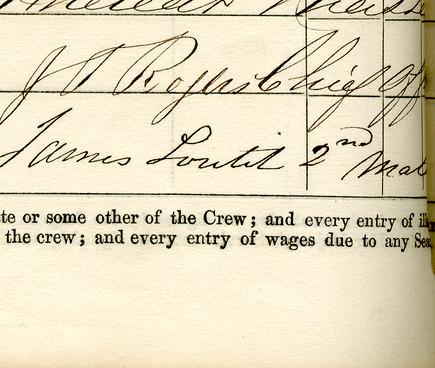 J T Rogers Chief Off
James Loutit 2nd Mat
te or some other of the Crew; and every entry of ill
the crew; and every entry of wages due to any Sea